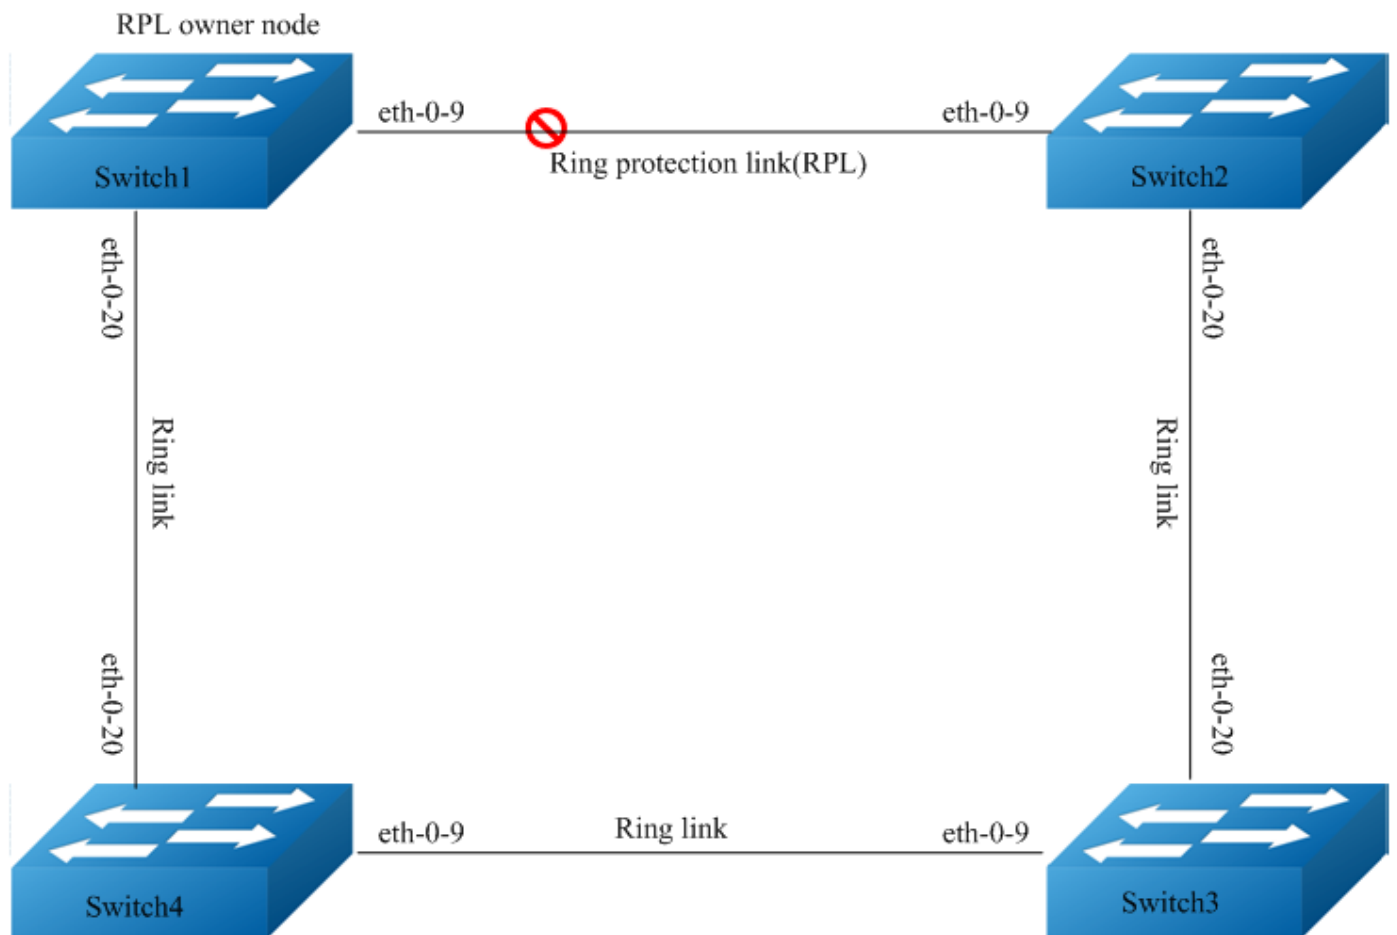 RPL owner node
eth-0-9
eth-0-9
Ring protection link(RPL)
Switch1
Switch2
eth-0-20
eth-0-20
Ring link
Ring link
eth-0-20
eth-0-20
eth-0-9
Ring link
eth-0-9
Switch4
Switch3